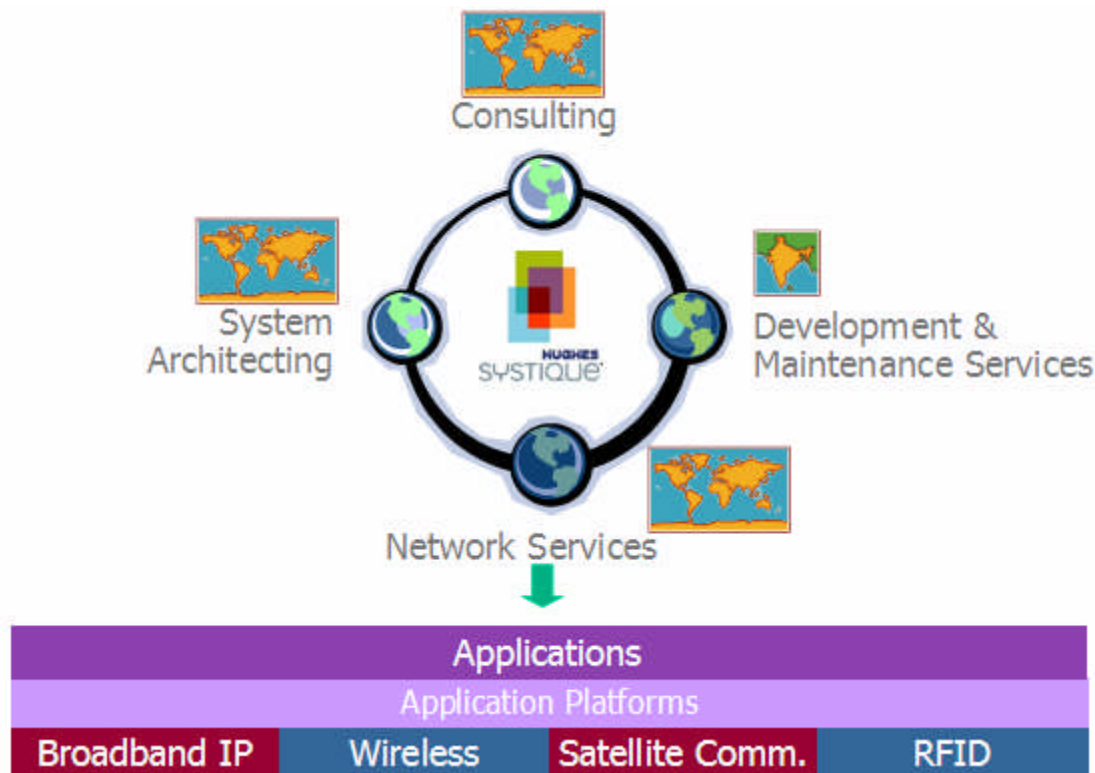 Consulting
System
Architecting
HUGHES
SYSTIQUE
Development &
Maintenance Services
Network Services
Applications
Application Platforms
Broadband IP
Wireless
Satellite Comm.
RFID